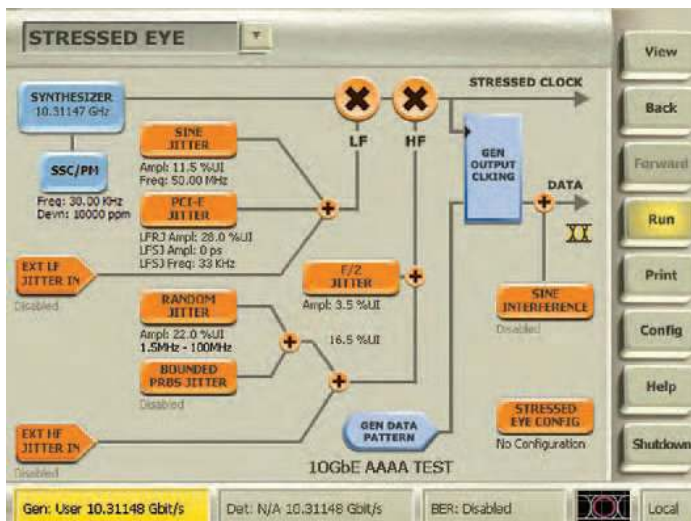 STRESSED EYE
View
Back
Forward
Run
Print
Config
Help
Shutdown
SYNTHESIZER
10.31147 GHz
SSC/PM
Freq: 30.00 KHz
Devn: 10000 ppm
SINE
JITTER
Ampl: 11.5 %UI
Freq: 50.00 MHz
PCI-E
JITTER
LFRJ Ampl: 28.0 %UI
LFSJ Ampl: 0 ps
LFSJ Freq: 33 KHz
EXT LF
JITTER IN
Disabled
RANDOM
JITTER
Ampl: 22.0 %UI
1.5MHz - 100MHz
BOUNDED
PRBS JITTER
Disabled
EXT HF
JITTER IN
Disabled
LF
HF
F/2
JITTER
Ampl: 3.5 %UI
16.5 %UI
STRESSED CLOCK
GEN
OUTPUT
CLKING
DATA
SINE
INTERFERENCE
Disabled
GEN DATA
PATTERN
STRESSED
EYE CONFIG
No Configuration
10GbE AAAA TEST
Gen: User 10.31148 Gbit/s
Det: N/A 10.31148 Gbit/s
BER: Disabled
Local